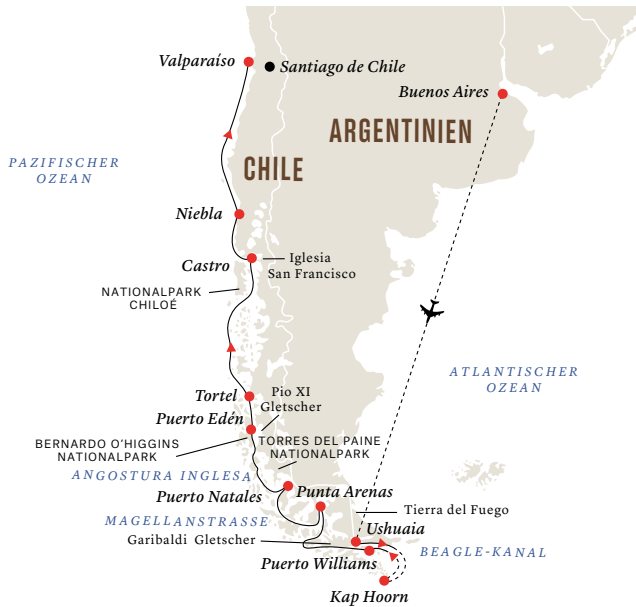 Valparaíso
Santiago de Chile
Buenos Aires
ARGENTINIEN
CHILE
PAZIFISCHER
OZEAN
Niebla
Castro
Iglesia
San Francisco
NATIONALPARK
CHILOÉ
ATLANTISCHER
OZEAN
Tortel
Pio XI
Gletscher
Puerto Edén
BERNARDO O'HIGGINS
NATIONALPARK
TORRES DEL PAINE
NATIONALPARK
ANGOSTURA INGLESA
Puerto Natales
Punta Arenas
MAGELLANSTRASSE
Tierra del Fuego
Ushuaia
Garibaldi Gletscher
BEAGLE-KANAL
Puerto Williams
Kap Hoorn